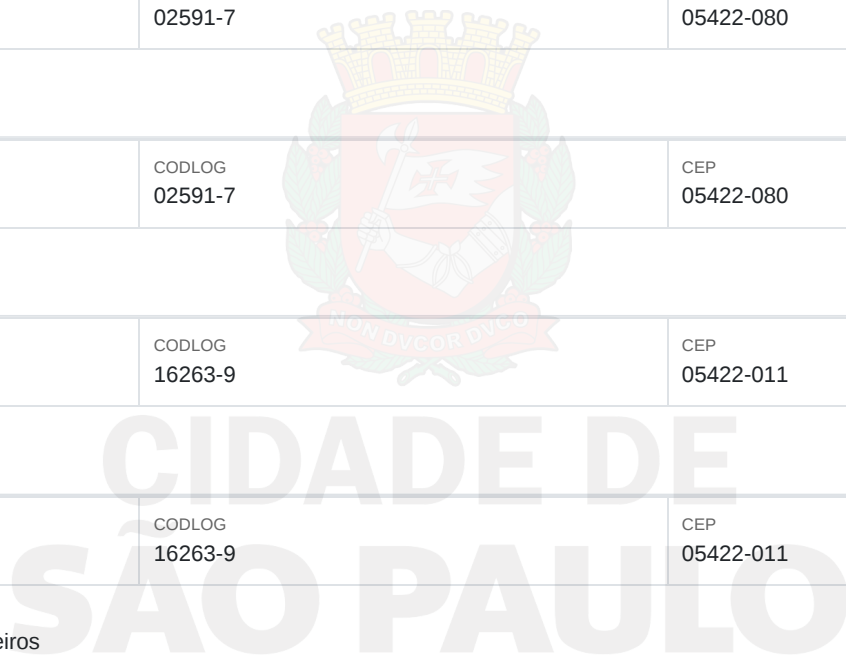 02591-7 05422-080
CODLOG CEP
02591-7 05422-080
NON DVCOR DVCO
CODLOG CEP
16263-9 05422-011
CIDADE DE
CODLOG CEP
16263-9 05422-011
SÃO PAULO
eiros